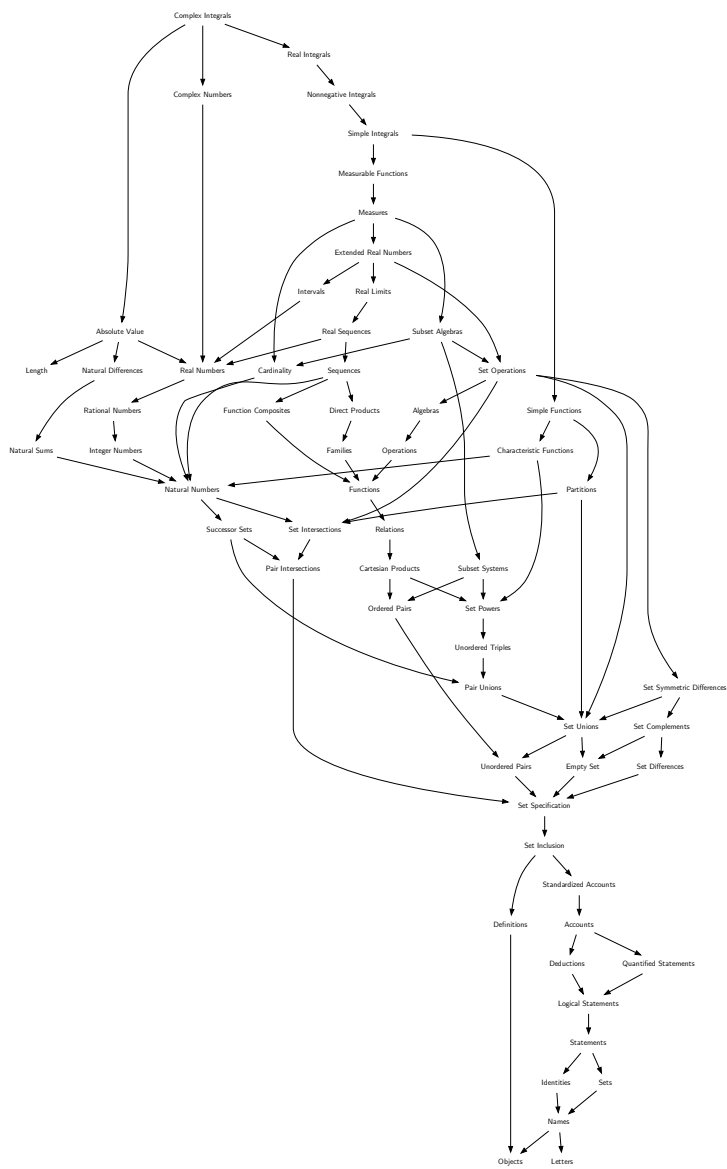 Complex Integrals
Real Integrals
Complex Numbers
Nonnegative Integrals
Simple Integrals
Measurable Functions
Measures
Extended Real Numbers
Intervals
Real Limits
Absolute Value
Real Sequences
Subset Algebras
Length
Natural Differences
Real Numbers
Cardinality
Sequences
Set Operations
Rational Numbers
Function Composites
Direct Products
Algebras
Simple Functions
Natural Sums
Integer Numbers
Families
Operations
Characteristic Functions
Natural Numbers
Functions
Partitions
Successor Sets
Set Intersections
Relations
Pair Intersections
Cartesian Products
Subset Systems
Ordered Pairs
Set Powers
Unordered Triples
Pair Unions
Set Symmetric Differences
Set Unions
Set Complements
Unordered Pairs
Empty Set
Set Differences
Set Specification
Set Inclusion
Standardized Accounts
Definitions
Accounts
Deductions
Quantified Statements
Logical Statements
Statements
Identities
Sets
Names
Objects
Letters